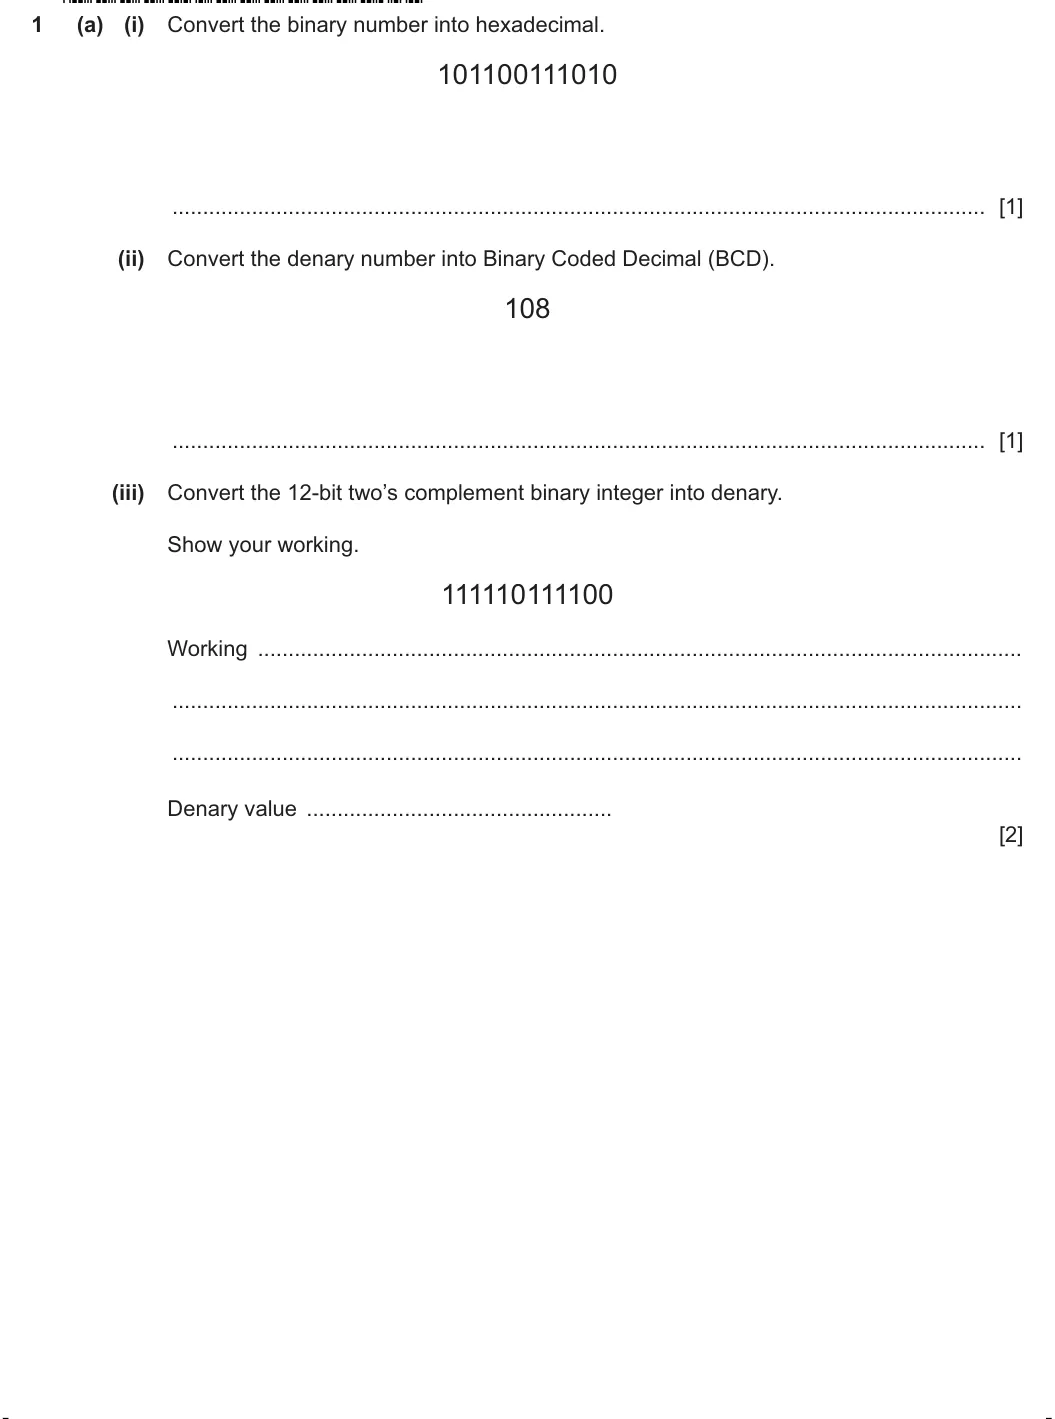 1 (a) (i) Convert the binary number into hexadecimal.
101100111010
.................................................................................................................................... [1]
(ii) Convert the denary number into Binary Coded Decimal (BCD).
108
.................................................................................................................................... [1]
(iii) Convert the 12-bit two’s complement binary integer into denary.
Show your working.
111110111100
Working ............................................................................................................................
..........................................................................................................................................
..........................................................................................................................................
Denary value ..................................................
[2]